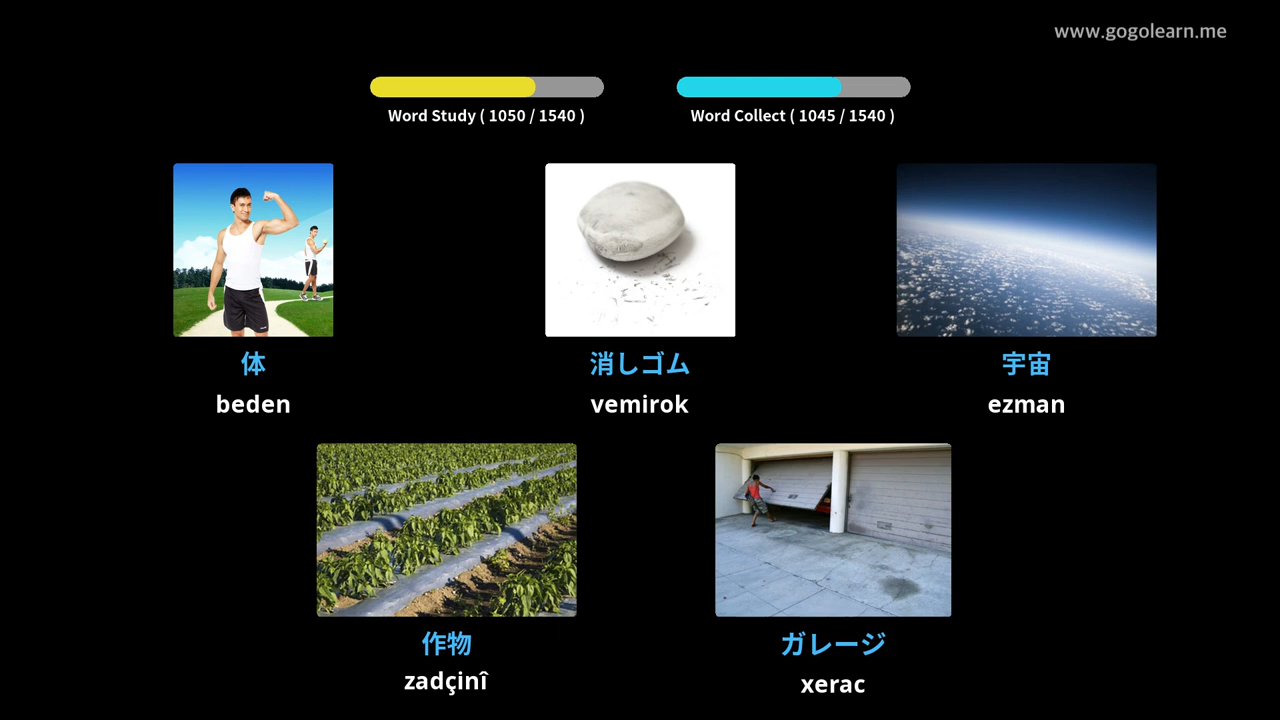 www.gogolearn.me
Word Study ( 1050 / 1540 )
Word Collect ( 1045 / 1540 )
体
beden
消しゴム
vemirok
宇宙
ezman
作物
zadçinî
ガレージ
xerac